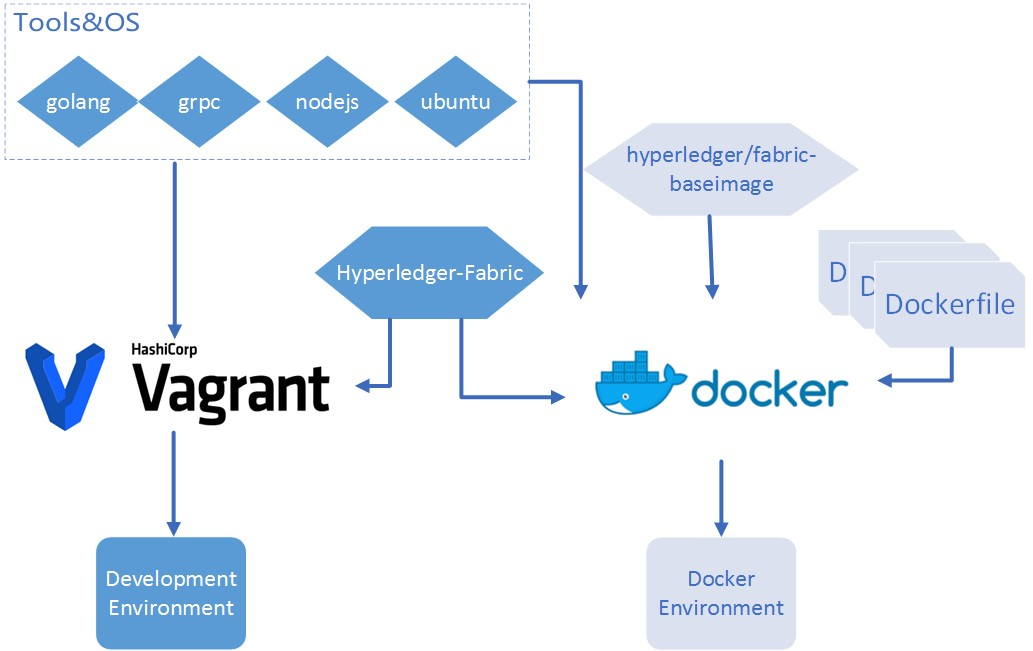 Tools&OS
golang
grpc
nodejs
ubuntu
hyperledger/fabric-
baseimage
Hyperledger-Fabric
D
D
Dockerfile
HashiCorp
Vagrant
docker
Development
Environment
Docker
Environment